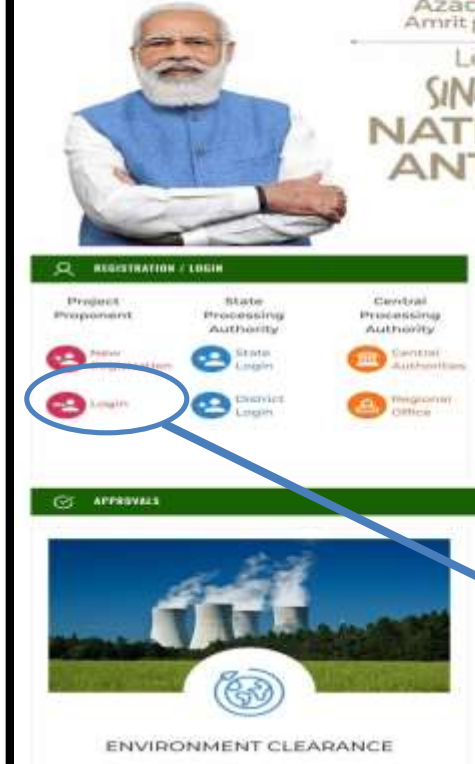 Azad
Amrit
Le
SIN
NAT
ANT
REGISTRATION / LOGIN
Project Proponent
State Processing Authority
Central Processing Authority
New Registration
State Login
Central Authorities
Login
District Login
Regional Office
APPROVALS
ENVIRONMENT CLEARANCE